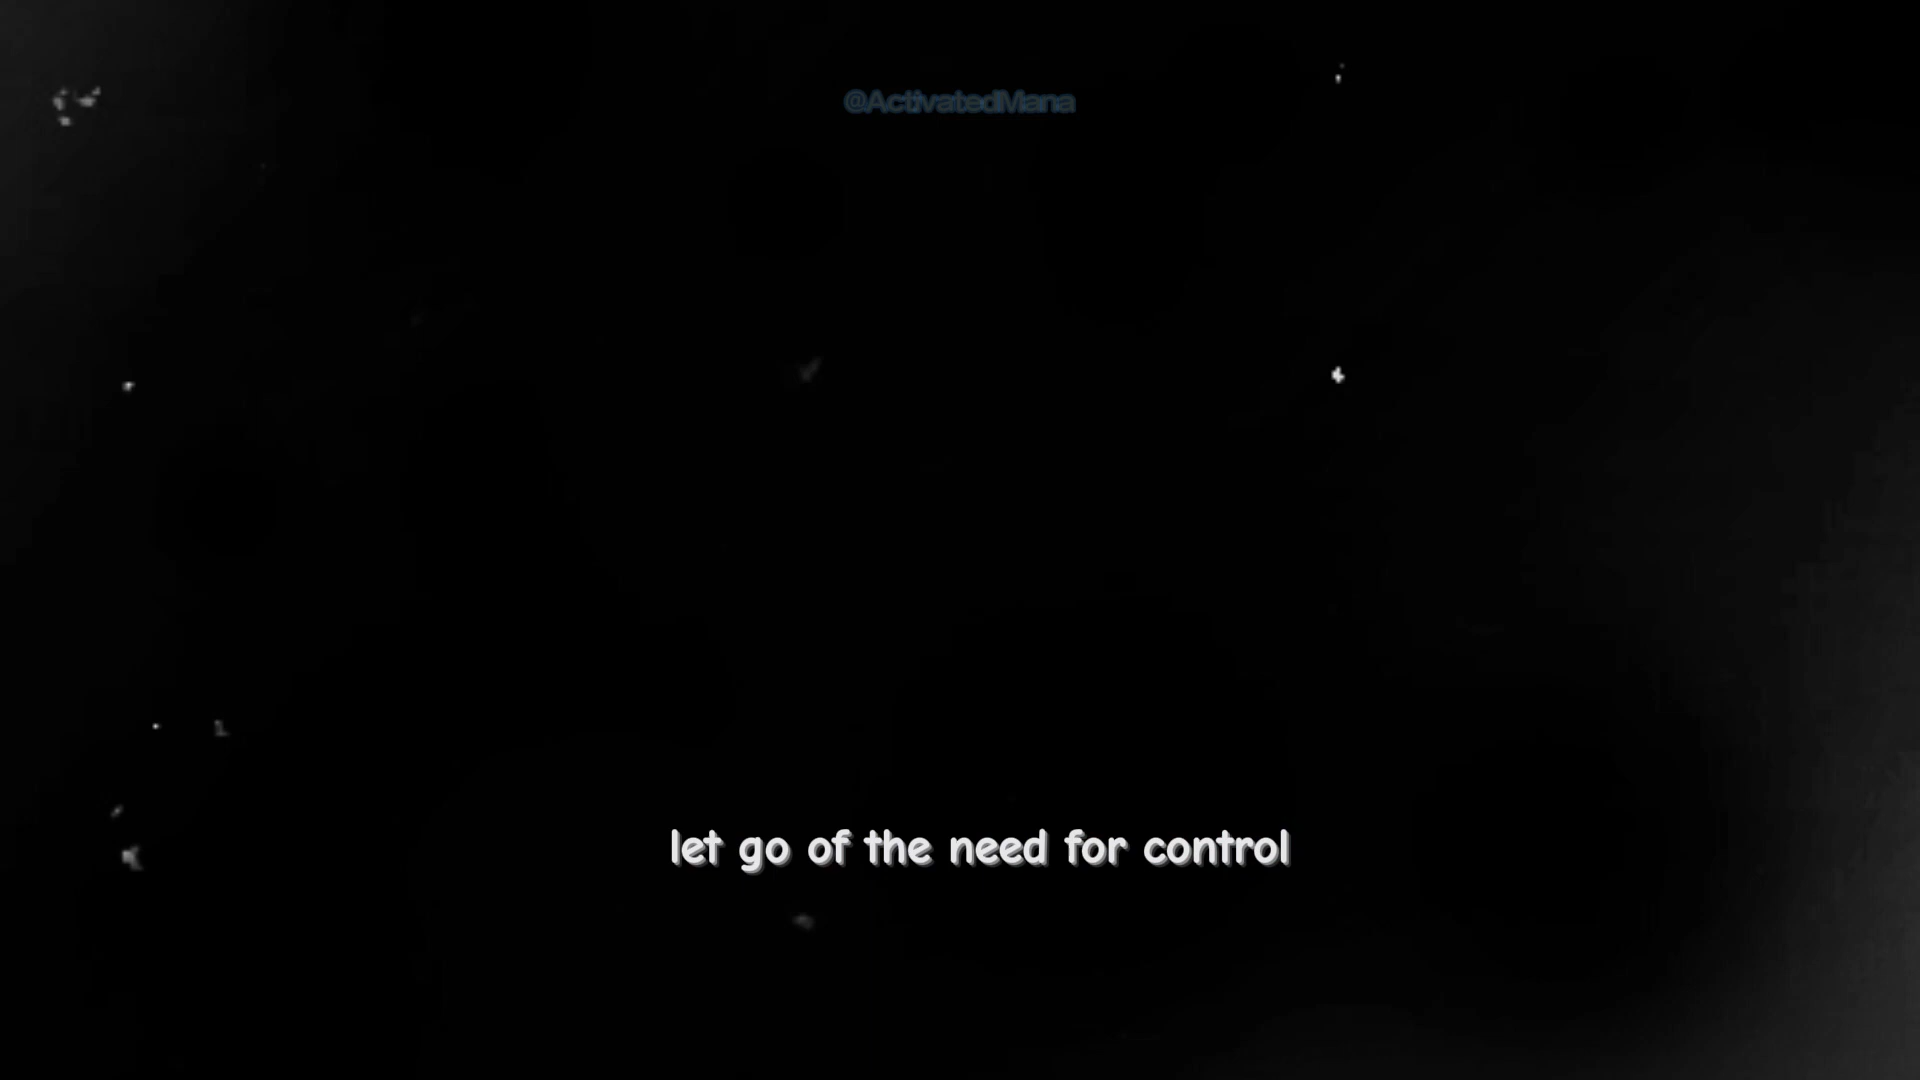 @ActivatedMana
let go of the need for control